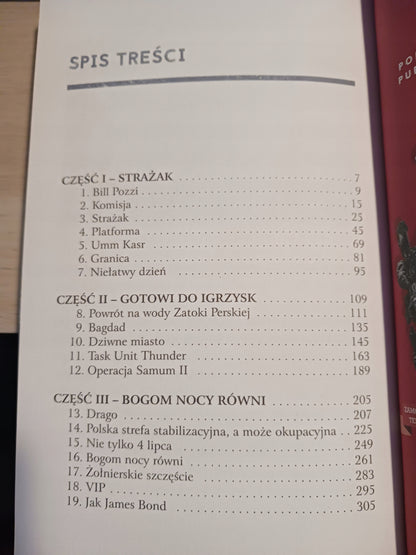 SPIS TREŚCI
CZĘŚĆ I – STRAŻAK 7
1. Bill Pozzi 9
2. Komisja 15
3. Strażak 25
4. Platforma 45
5. Umm Kasr 69
6. Granica 81
7. Niełatwy dzień 95
CZĘŚĆ II – GOTOWI DO IGRZYSK 109
8. Powrót na wody Zatoki Perskiej 111
9. Bagdad 135
10. Dziwne miasto 145
11. Task Unit Thunder 163
12. Operacja Samum II 189
CZĘŚĆ III – BOGOM NOCY RÓWNI 205
13. Drago 207
14. Polska strefa stabilizacyjna, a może okupacyjna 225
15. Nie tylko 4 lipca 249
16. Bogom nocy równi 261
17. Żołnierskie szczęście 283
18. VIP 295
19. Jak James Bond 305